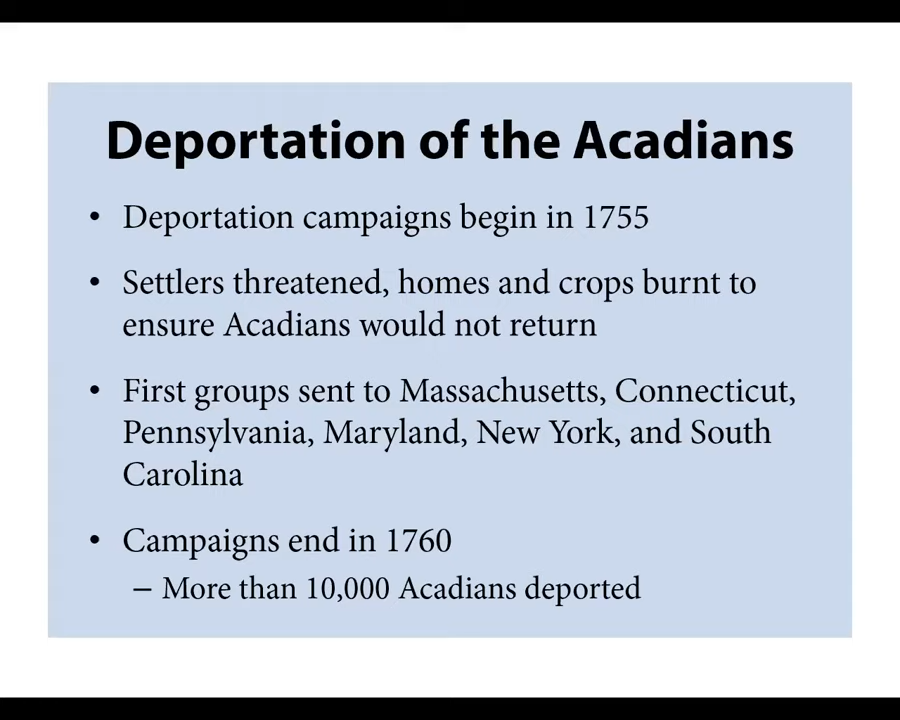 Deportation of the Acadians
• Deportation campaigns begin in 1755
• Settlers threatened, homes and crops burnt to
ensure Acadians would not return
• First groups sent to Massachusetts, Connecticut,
Pennsylvania, Maryland, New York, and South
Carolina
• Campaigns end in 1760
– More than 10,000 Acadians deported